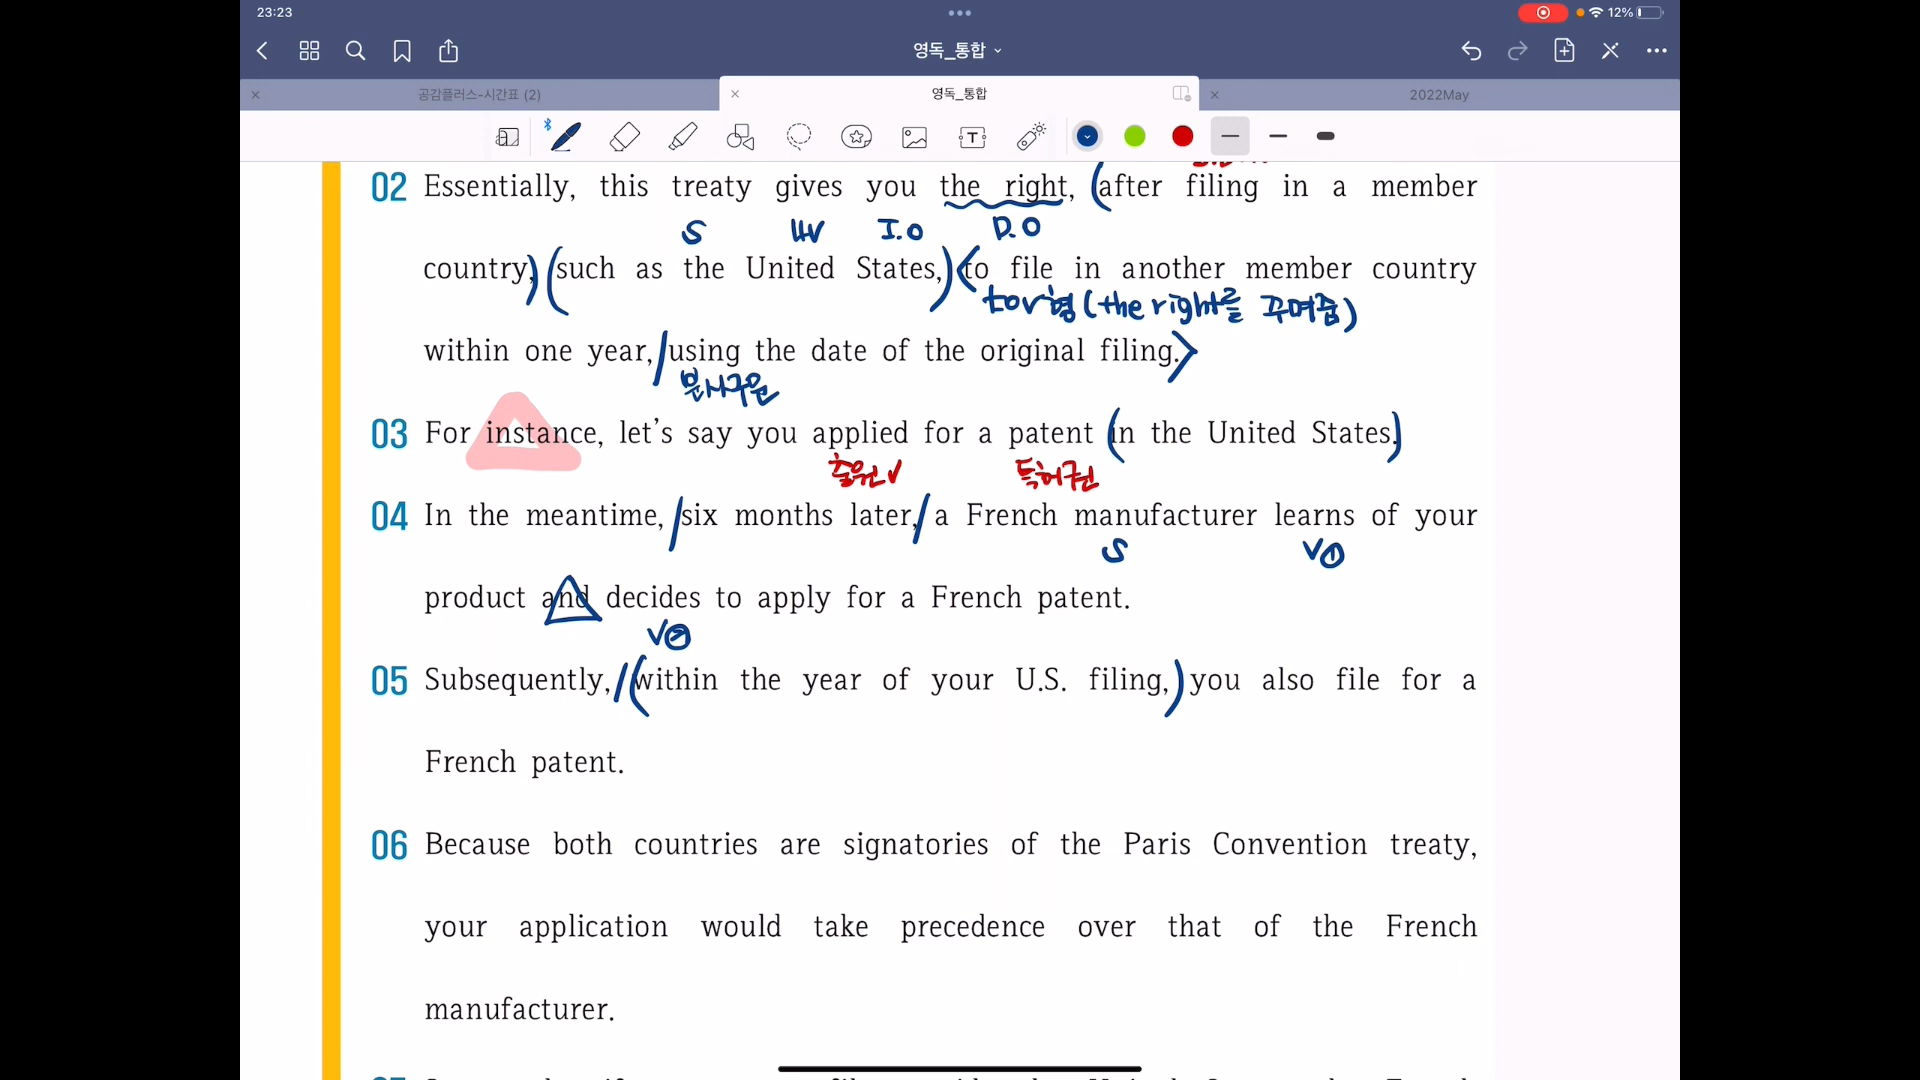 23:23
12%
영독_통합
공감플러스-시간표 (2)
영독_통합
2022May
02 Essentially, this treaty gives you the right, (after filing in a member
S 4V I.O D.O
country,) (such as the United States,) <to file in another member country
toV형 (the right를 꾸며줌)
within one year, / using the date of the original filing.>
분사구문
03 For instance, let's say you applied for a patent (in the United States.)
출원v 특허권
04 In the meantime, / six months later, / a French manufacturer learns of your
S V①
product and decides to apply for a French patent.
V②
05 Subsequently, / (within the year of your U.S. filing,) you also file for a
French patent.
06 Because both countries are signatories of the Paris Convention treaty,
your application would take precedence over that of the French
manufacturer.